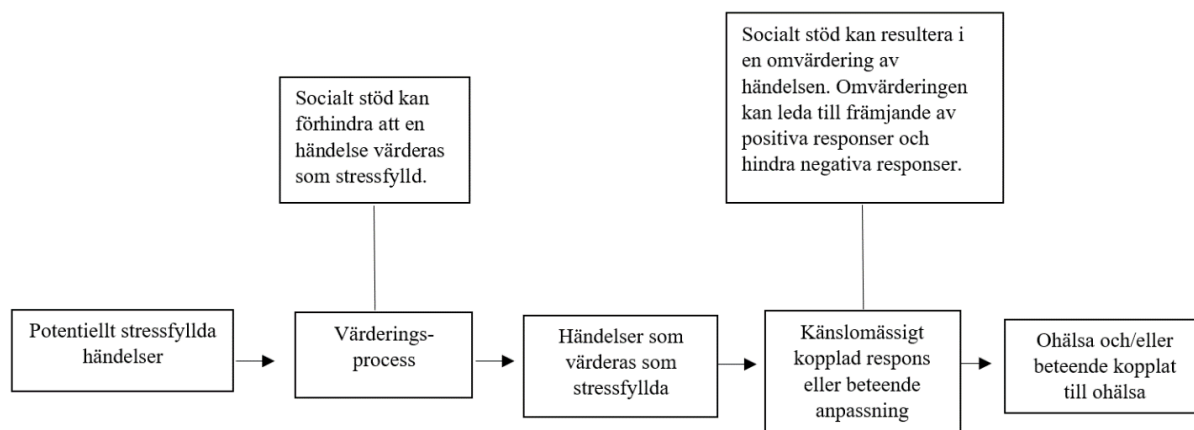 Socialt stöd kan resultera i
en omvärdering av
händelsen. Omvärderingen
kan leda till främjande av
positiva responser och
hindra negativa responser.
Socialt stöd kan
förhindra att en
händelse värderas
som stressfylld.
Potentiellt stressfyllda
händelser
Värderings-
process
Händelser som
värderas som
stressfyllda
Känslomässigt
kopplad respons
eller beteende
anpassning
Ohälsa och/eller
beteende kopplat
till ohälsa